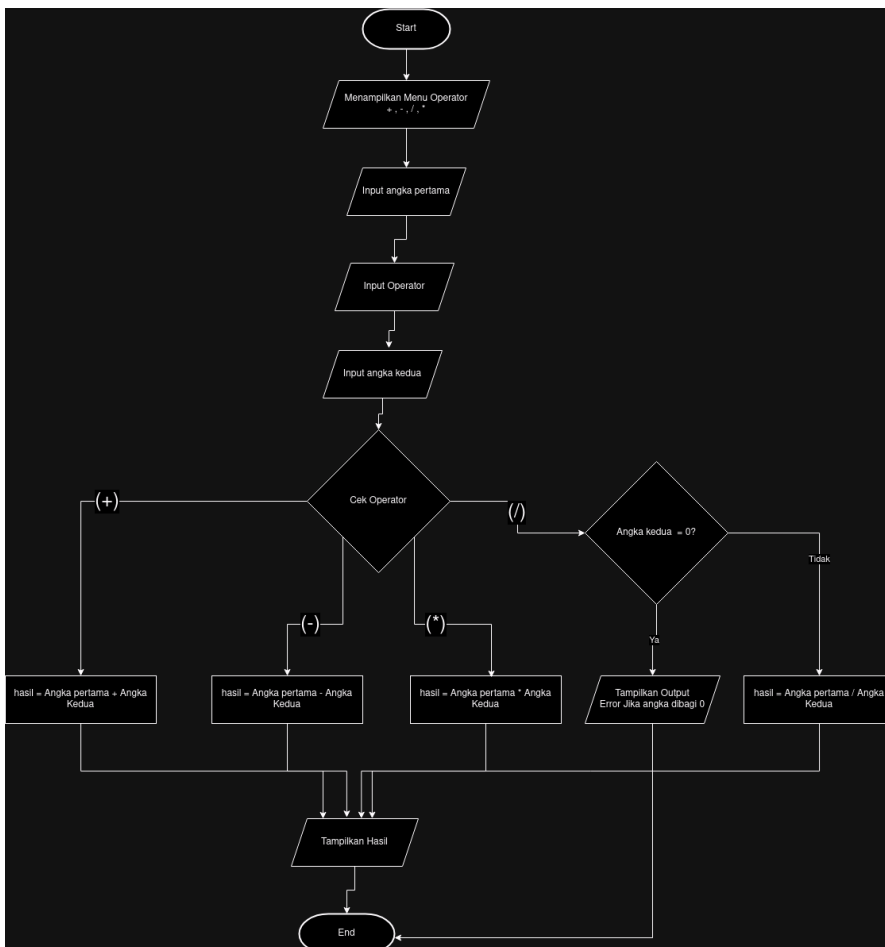 Start
Menampilkan Menu Operator
+ , - , / , *
Input angka pertama
Input Operator
Input angka kedua
Cek Operator
(+)
(/)
Angka kedua = 0?
Tidak
(-)
(*)
Ya
hasil = Angka pertama + Angka
Kedua
hasil = Angka pertama - Angka
Kedua
hasil = Angka pertama * Angka
Kedua
Tampilkan Output
Error Jika angka dibagi 0
hasil = Angka pertama / Angka
Kedua
Tampilkan Hasil
End